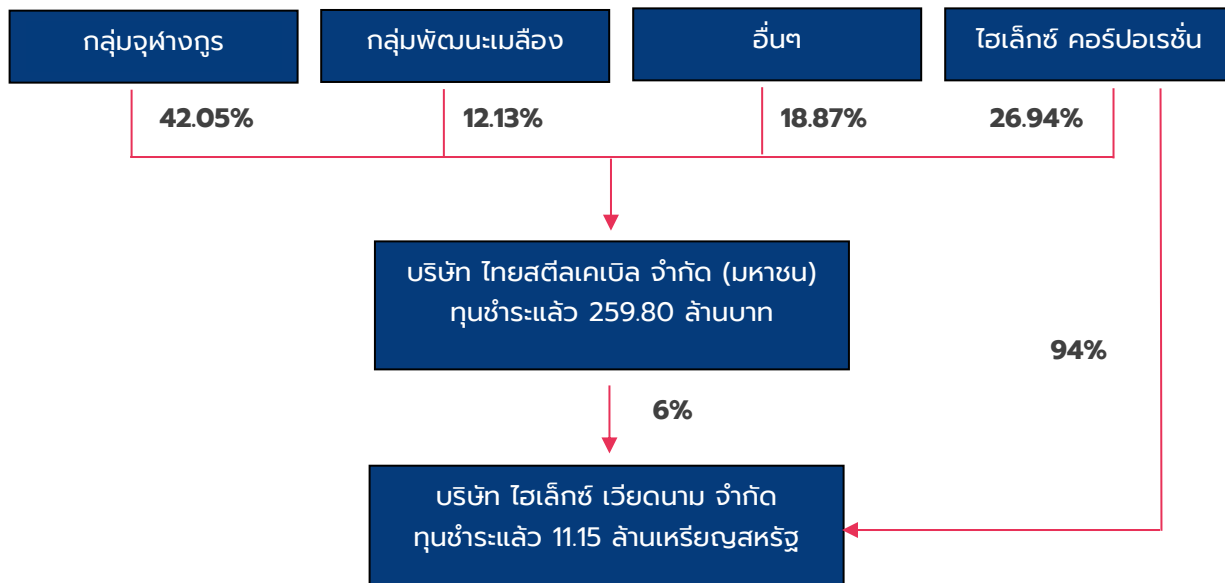 กลุ่มจุฬางกูร
กลุ่มพัฒนะเมลือง
อื่นๆ
ไฮเล็กซ์ คอร์ปอเรชั่น
42.05%
12.13%
18.87%
26.94%
บริษัท ไทยสตีลเคเบิล จำกัด (มหาชน)
ทุนชำระแล้ว 259.80 ล้านบาท
94%
6%
บริษัท ไฮเล็กซ์ เวียดนาม จำกัด
ทุนชำระแล้ว 11.15 ล้านเหรียญสหรัฐ